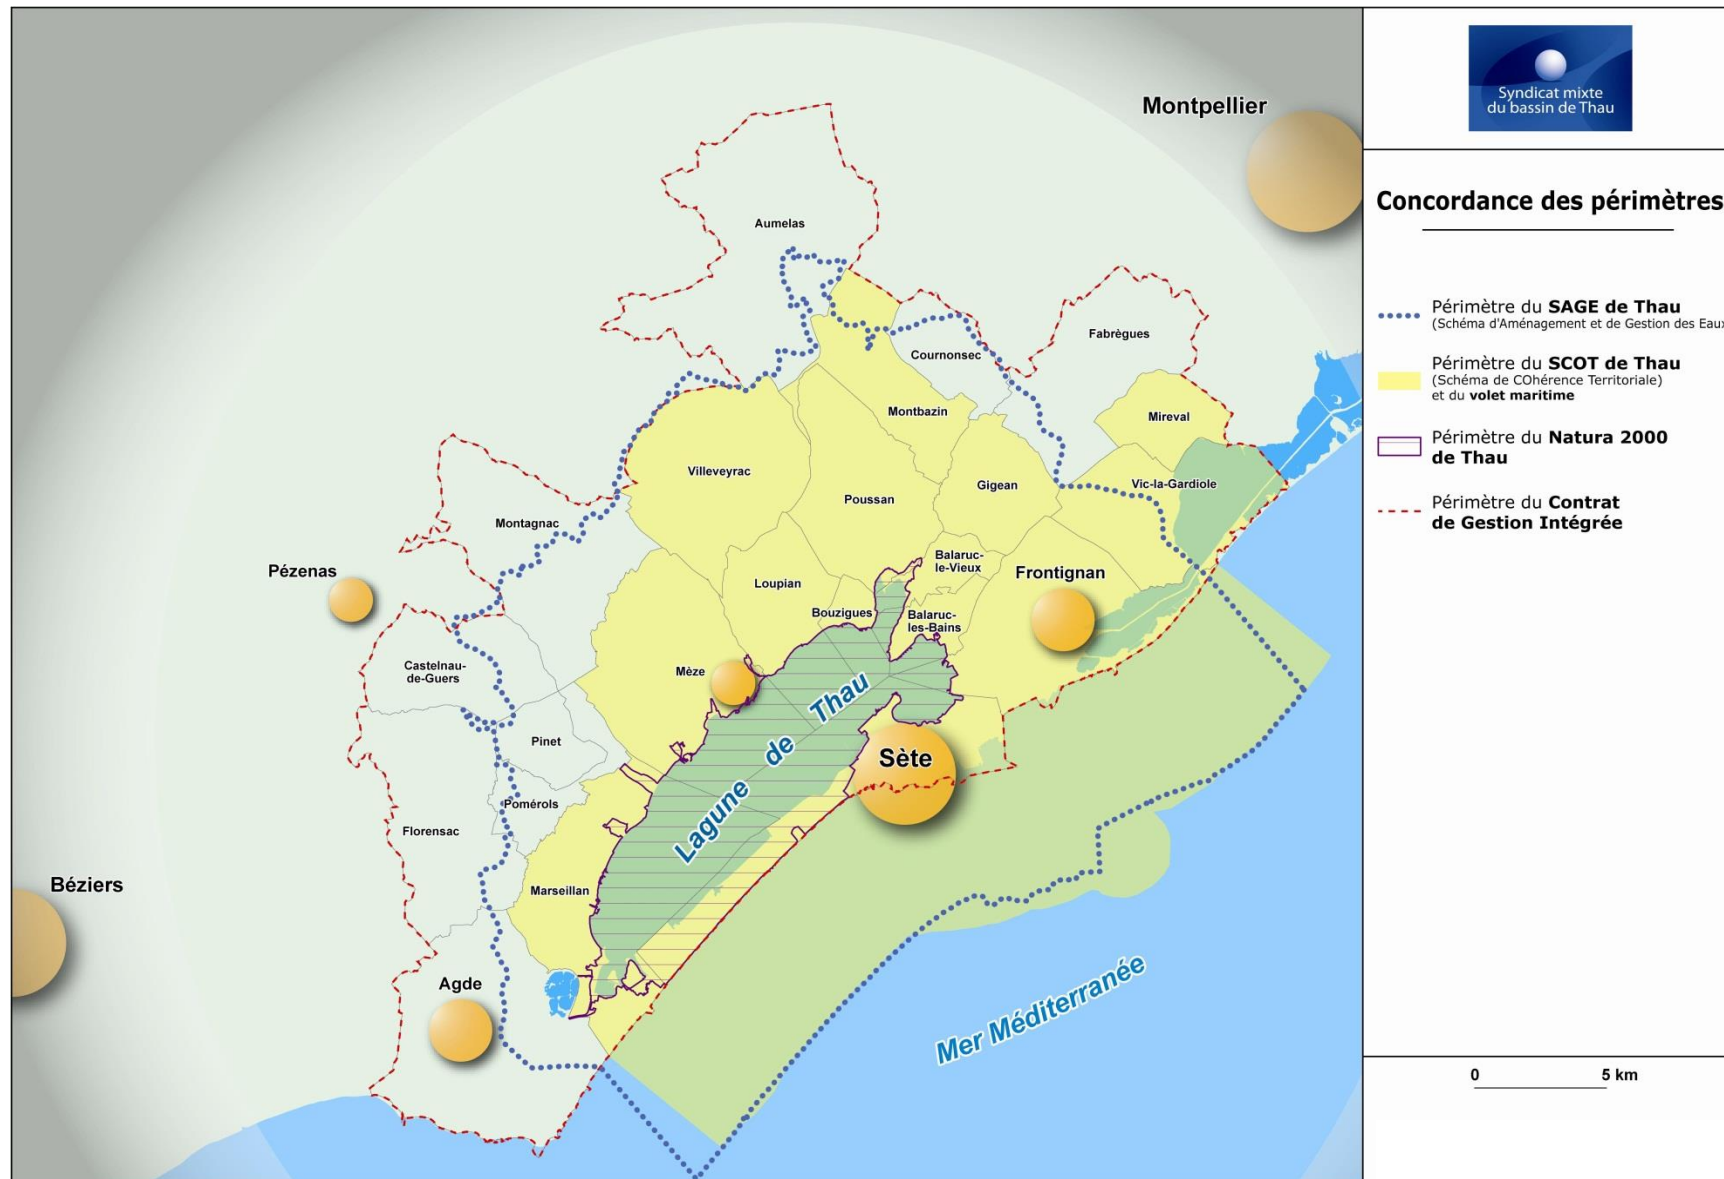 Syndicat mixte
du bassin de Thau
Concordance des périmètres
Périmètre du SAGE de Thau
(Schéma d'Aménagement et de Gestion des Eaux
Périmètre du SCOT de Thau
(Schéma de COhérence Territoriale)
et du volet maritime
Périmètre du Natura 2000
de Thau
Périmètre du Contrat
de Gestion Intégrée
0 5 km
Montpellier
Aumelas
Fabrègues
Cournonsec
Mireval
Montbazin
Villeveyrac
Poussan
Gigean
Vic-la-Gardiole
Montagnac
Pézenas
Balaruc-
le-Vieux
Frontignan
Loupian
Bouzigues
Balaruc-
les-Bains
Castelnau-
de-Guers
Mèze
Lagune de Thau
Pinet
Sète
Pomérols
Florensac
Béziers
Marseillan
Agde
Mer Méditerranée